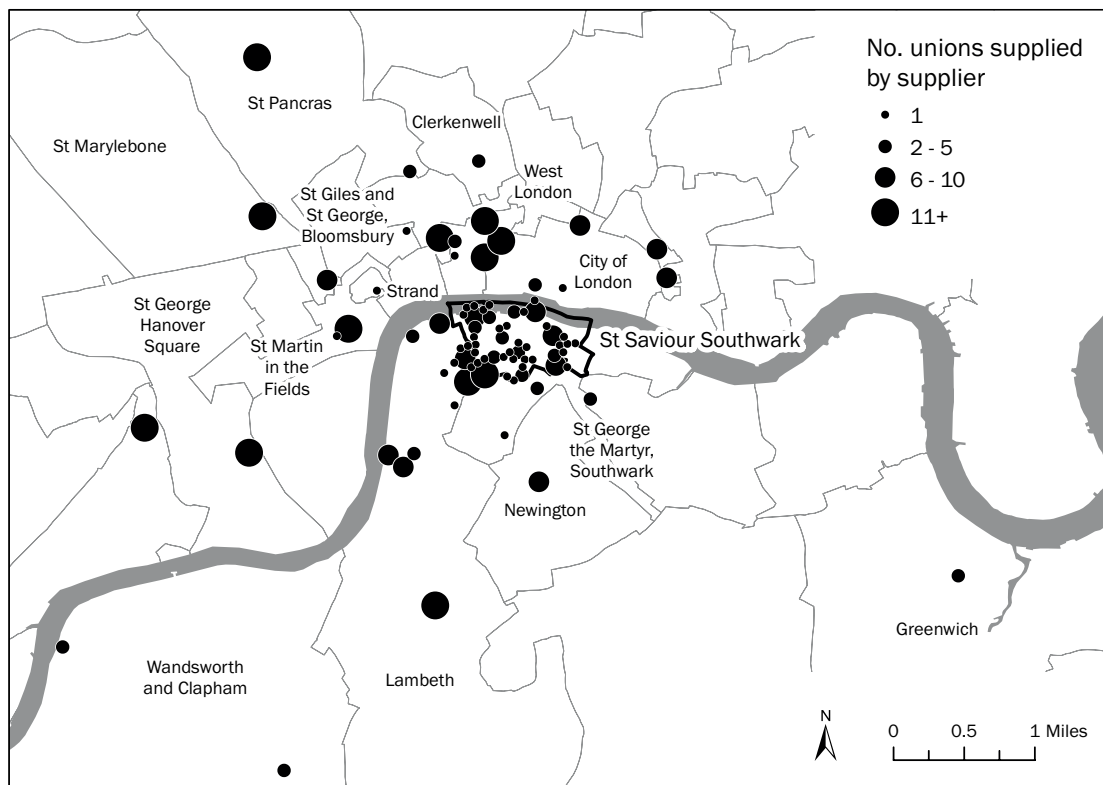 No. unions supplied
by supplier
1
2 - 5
6 - 10
11+
St Pancras
St Marylebone
Clerkenwell
West
London
St Giles and
St George,
Bloomsbury
City of
London
Strand
St George
Hanover
Square
St Martin
in the
Fields
St Saviour Southwark
St George
the Martyr,
Southwark
Newington
Greenwich
Wandsworth
and Clapham
Lambeth
N
0 0.5 1 Miles